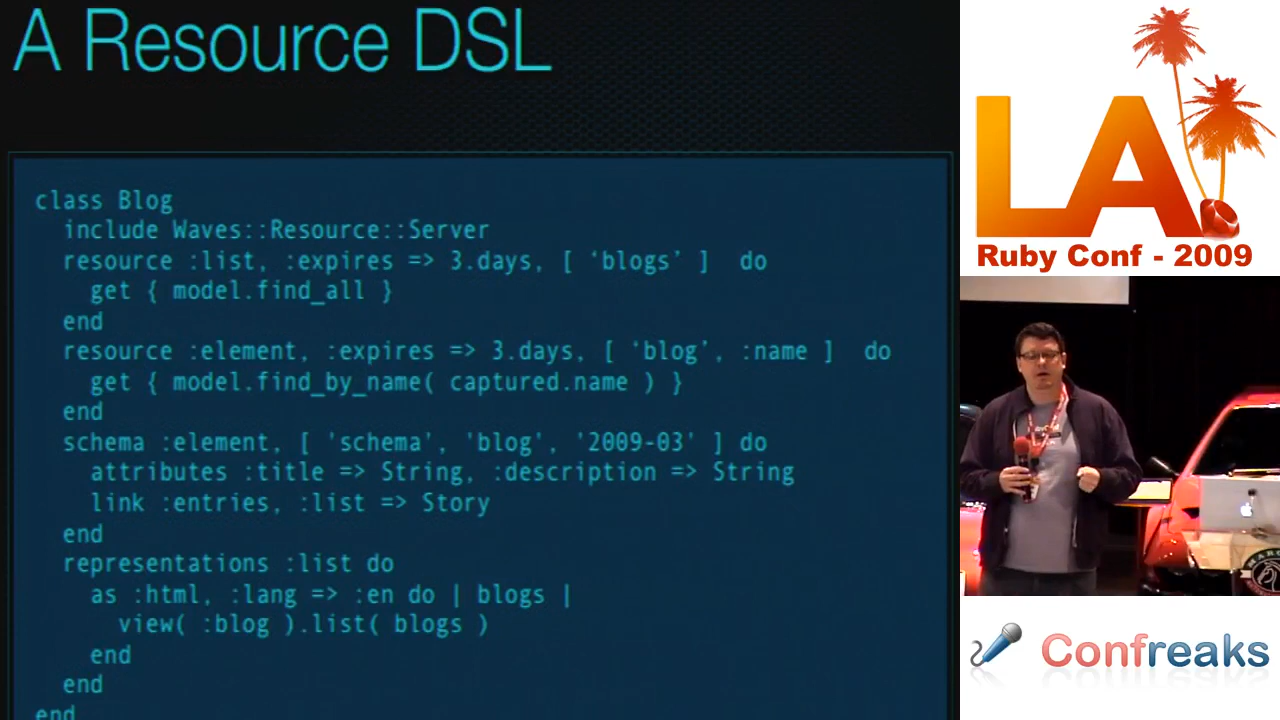 A Resource DSL
class Blog
include Waves::Resource::Server
resource :list, :expires => 3.days, [ ‘blogs’ ] do
get { model.find_all }
end
resource :element, :expires => 3.days, [ ‘blog’, :name ] do
get { model.find_by_name( captured.name ) }
end
schema :element, [ 'schema', 'blog', '2009-03' ] do
attributes :title => String, :description => String
link :entries, :list => Story
end
representations :list do
as :html, :lang => :en do | blogs |
view( :blog ).list( blogs )
end
end
end
LA
Ruby Conf - 2009
Confreaks